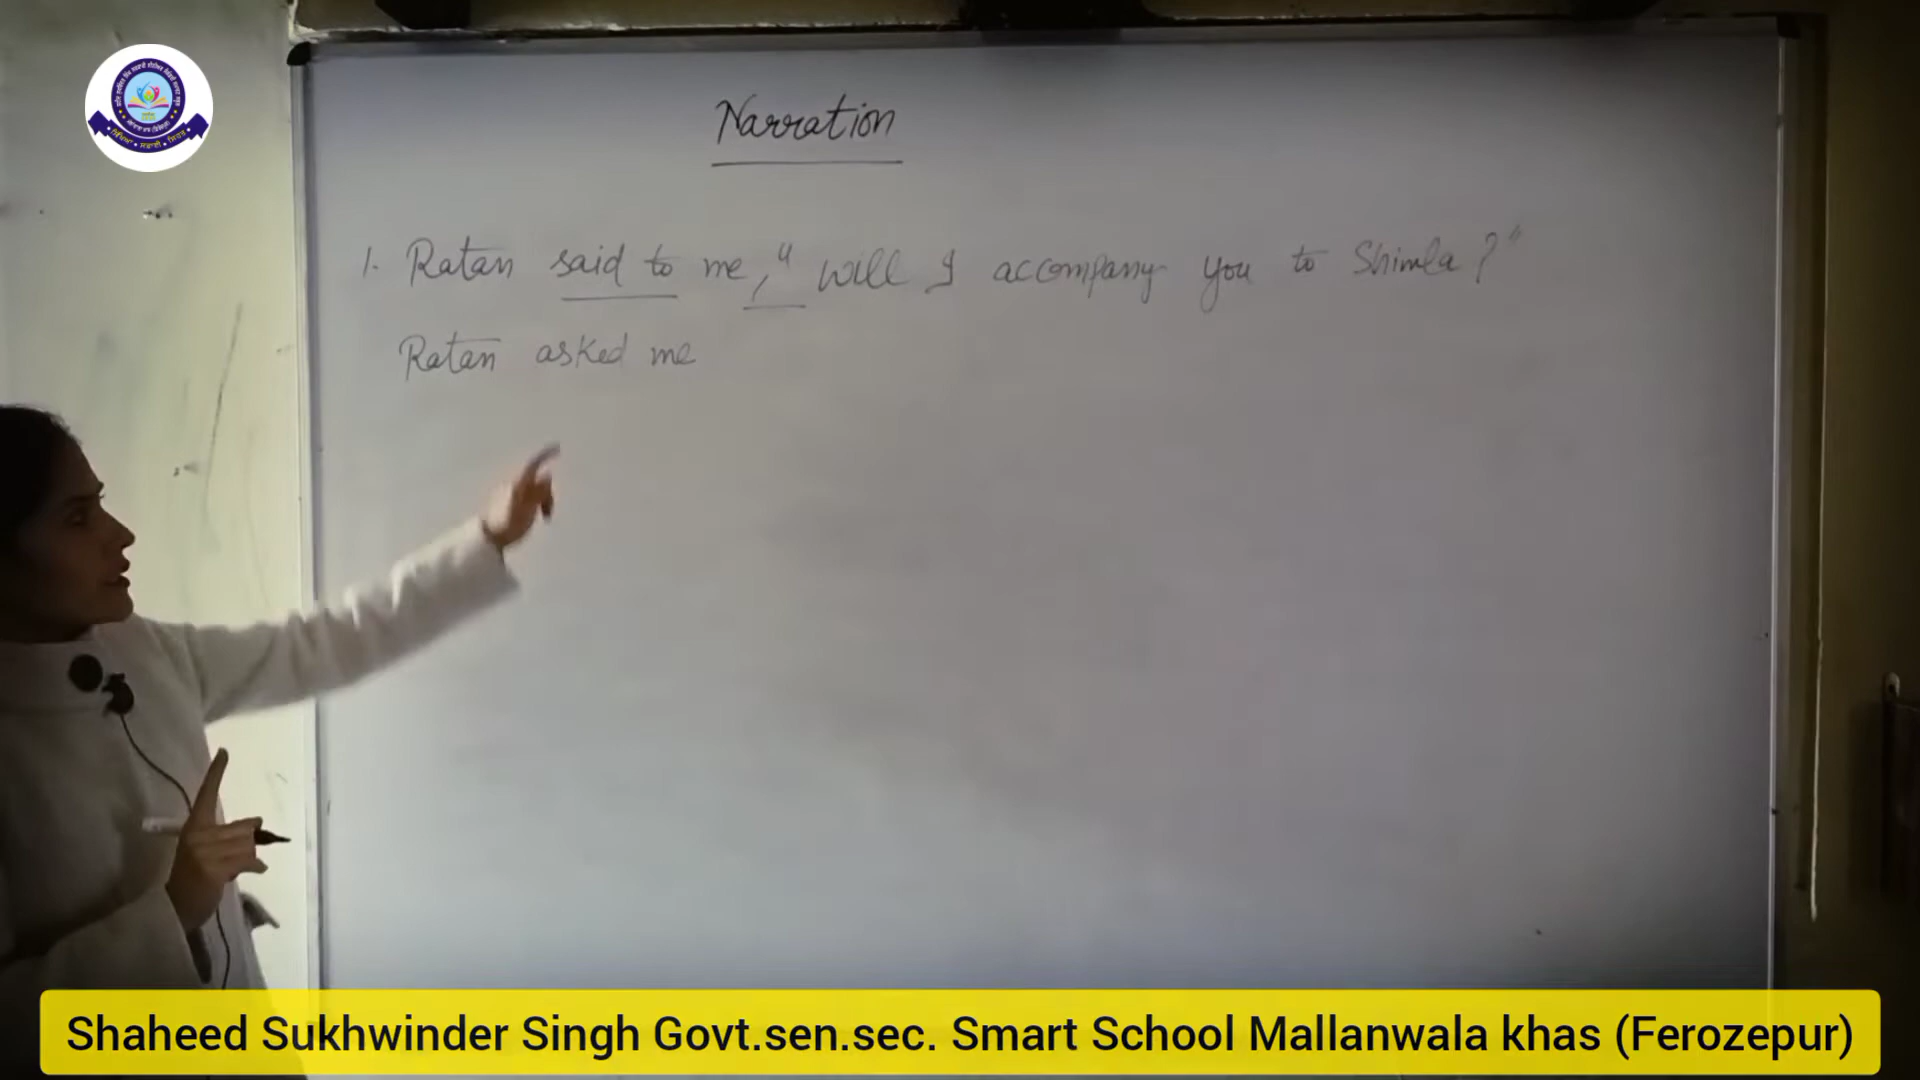 Narration
1. Ratan said to me, " will I accompany you to Shimla ? "
Ratan asked me
Shaheed Sukhwinder Singh Govt.sen.sec. Smart School Mallanwala khas (Ferozepur)